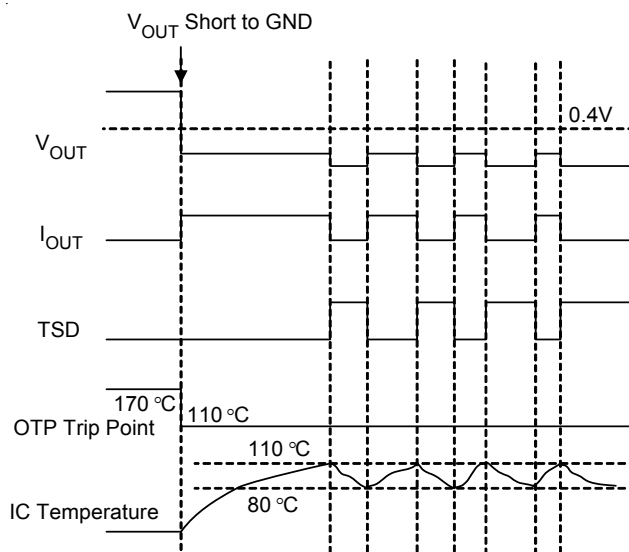 V_OUT Short to GND
0.4V
V_OUT
I_OUT
TSD
170 °C
110 °C
OTP Trip Point
110 °C
80 °C
IC Temperature